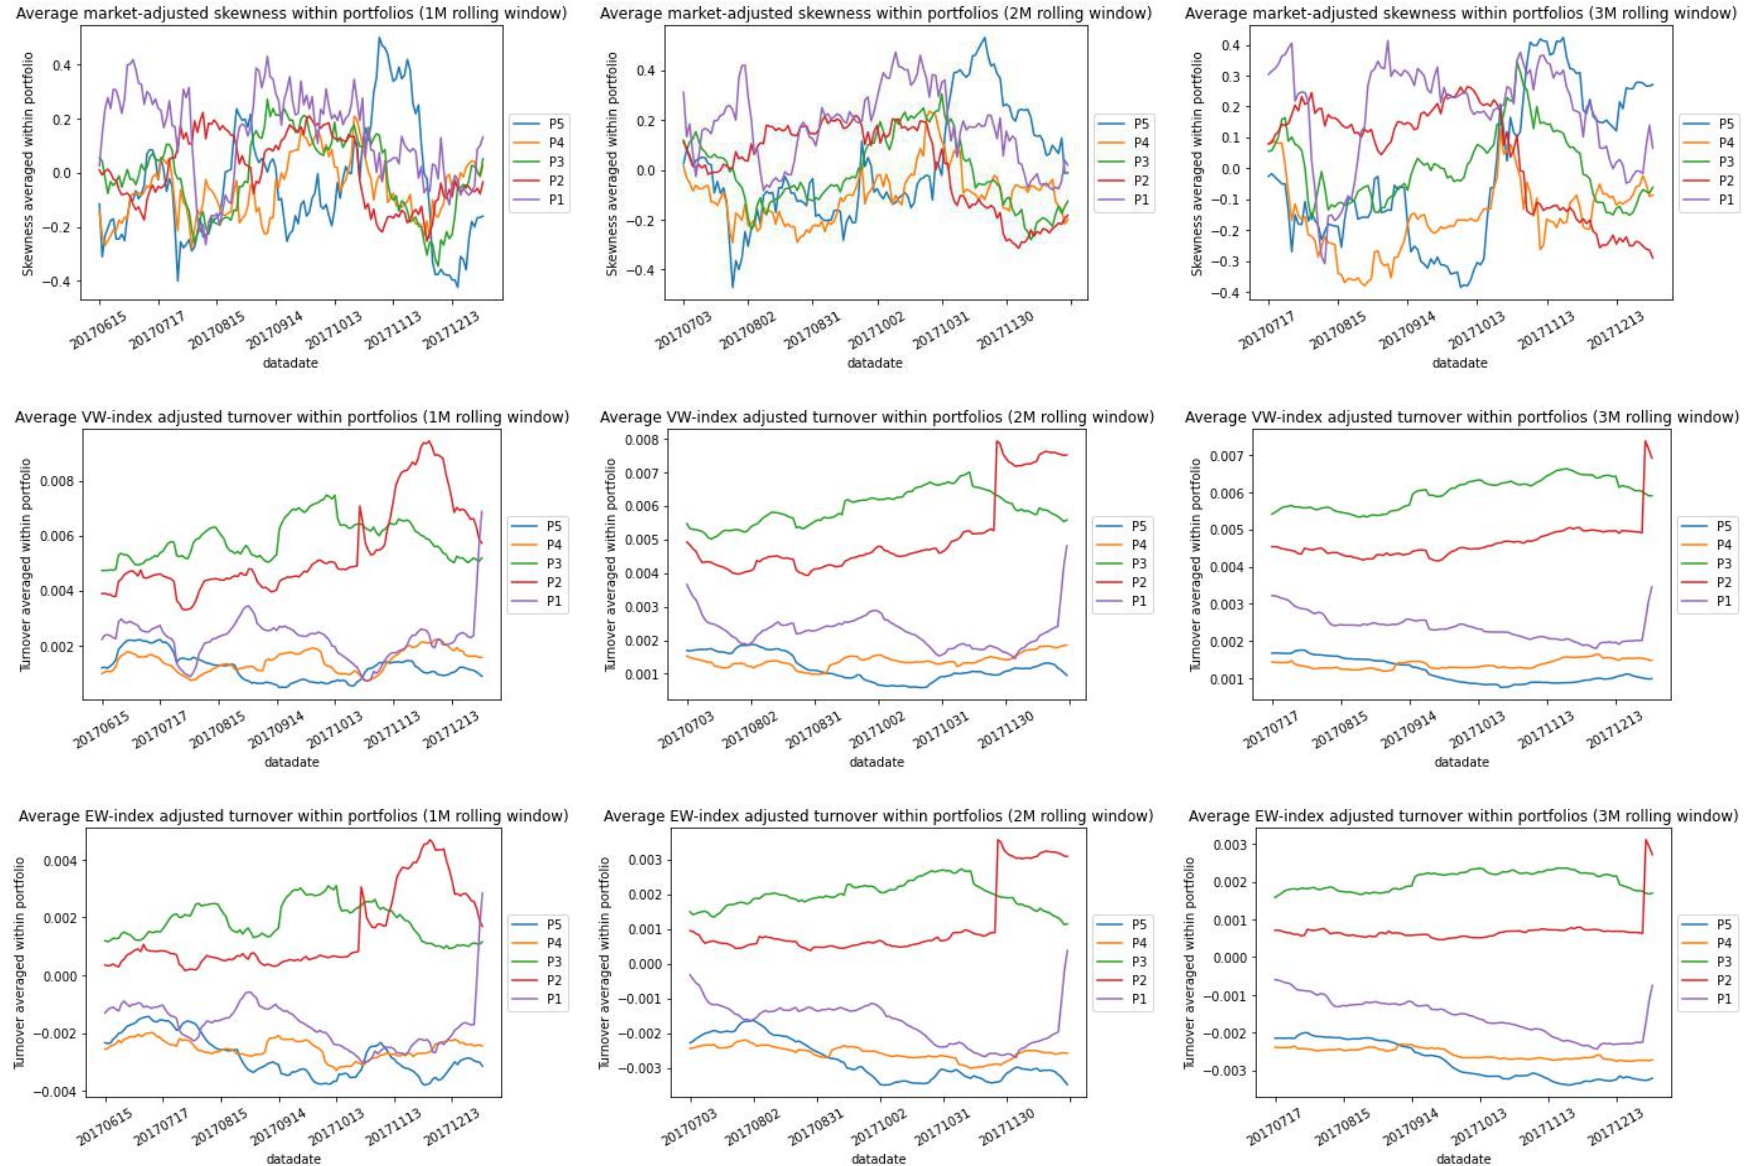 Average market-adjusted skewness within portfolios (1M rolling window)
Skewness averaged within portfolio
0.4
0.2
0.0
−0.2
−0.4
20170615
20170717
20170815
20170914
20171013
20171113
20171213
datadate
P5
P4
P3
P2
P1
Average market-adjusted skewness within portfolios (2M rolling window)
Skewness averaged within portfolio
0.4
0.2
0.0
−0.2
−0.4
20170703
20170802
20170831
20171002
20171031
20171130
datadate
P5
P4
P3
P2
P1
Average market-adjusted skewness within portfolios (3M rolling window)
Skewness averaged within portfolio
0.4
0.3
0.2
0.1
0.0
−0.1
−0.2
−0.3
−0.4
20170717
20170815
20170914
20171013
20171113
20171213
datadate
P5
P4
P3
P2
P1
Average VW-index adjusted turnover within portfolios (1M rolling window)
Turnover averaged within portfolio
0.008
0.006
0.004
0.002
20170615
20170717
20170815
20170914
20171013
20171113
20171213
datadate
P5
P4
P3
P2
P1
Average VW-index adjusted turnover within portfolios (2M rolling window)
Turnover averaged within portfolio
0.008
0.007
0.006
0.005
0.004
0.003
0.002
0.001
20170703
20170802
20170831
20171002
20171031
20171130
datadate
P5
P4
P3
P2
P1
Average VW-index adjusted turnover within portfolios (3M rolling window)
Turnover averaged within portfolio
0.007
0.006
0.005
0.004
0.003
0.002
0.001
20170717
20170815
20170914
20171013
20171113
20171213
datadate
P5
P4
P3
P2
P1
Average EW-index adjusted turnover within portfolios (1M rolling window)
Turnover averaged within portfolio
0.004
0.002
0.000
−0.002
−0.004
20170615
20170717
20170815
20170914
20171013
20171113
20171213
datadate
P5
P4
P3
P2
P1
Average EW-index adjusted turnover within portfolios (2M rolling window)
Turnover averaged within portfolio
0.003
0.002
0.001
0.000
−0.001
−0.002
−0.003
20170703
20170802
20170831
20171002
20171031
20171130
datadate
P5
P4
P3
P2
P1
Average EW-index adjusted turnover within portfolios (3M rolling window)
Turnover averaged within portfolio
0.003
0.002
0.001
0.000
−0.001
−0.002
−0.003
20170717
20170815
20170914
20171013
20171113
20171213
datadate
P5
P4
P3
P2
P1